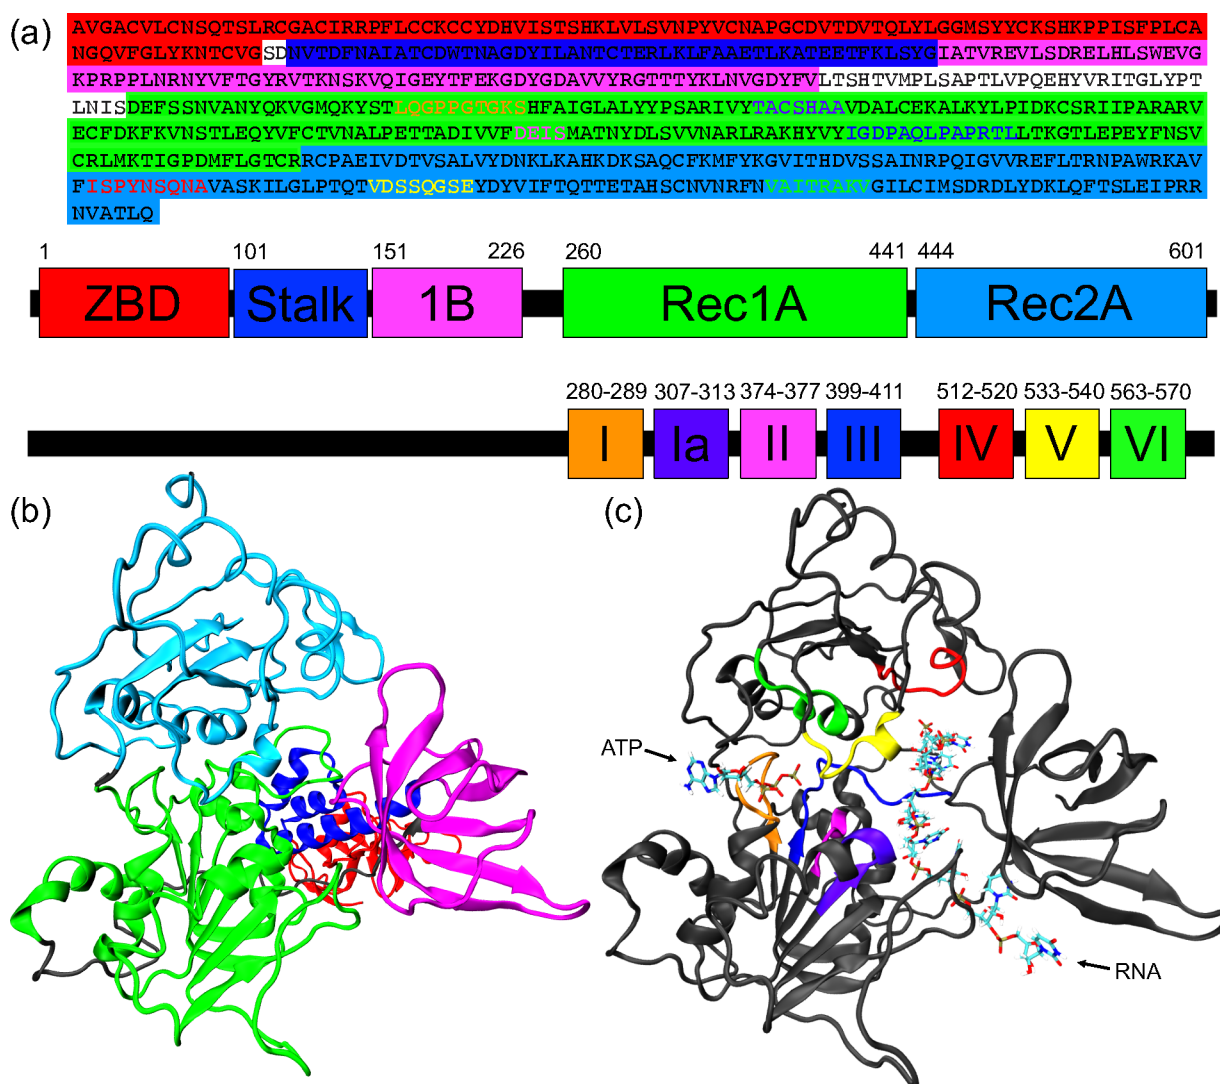 (a)
AVGACVLCNSQTSLRCGACIRRPFLCCKCCYDHVISTSHKLVLSVNPYVCNAPGCDVTDVTQLYLGGMSYYCKSHKPPISFPLCA
NGQVFGLYKNTCVGSDNVTDFNAIATCDWTNAGDYILANTCTERLKLFAAETLKATEETFKLSYGIATVREVLSDRELHLSWEVG
KPRPPLNRNYVFTGYRVTKNSKVQIGEYTFEKGDYGDAVVYRGTTTYKLNVGDYFVLTSHTVMPLSAPTLVPQEHYVRITGLYPT
LNISDEFSSNVANYQKVGMQKYSTLQGPPGTGKSHFAIGLALYYPSARIVYTACSHAAVDALCEKALKYLPIDKCSRIIPARARV
ECFDKFKVNSTLEQYVFCTVNALPETTADIVVFDEISMATNYDLSVVNARLRAKHYVYIGDPAQLPAPRTLLTKGTLEPEYFNSV
CRLMKTIGPDMFLGTCRRCPAEIVDTVSALVYDNKLKAHKDKSAQCFKMFYKGVITHDVSSAINRPQIGVVREFLTRNPAWRKAV
FISPYNSQNAVASKILGLPTQTVDSSQGSEYDYVIFTQTTETAHSCNVNRFNVAITRAKVGILCIMSDRDLYDKLQFTSLEIPRR
NVATLQ
1 101 151 226 260 441 444 601
ZBD Stalk 1B Rec1A Rec2A
280-289 307-313 374-377 399-411 512-520 533-540 563-570
I Ia II III IV V VI
(b) (c)
ATP
RNA